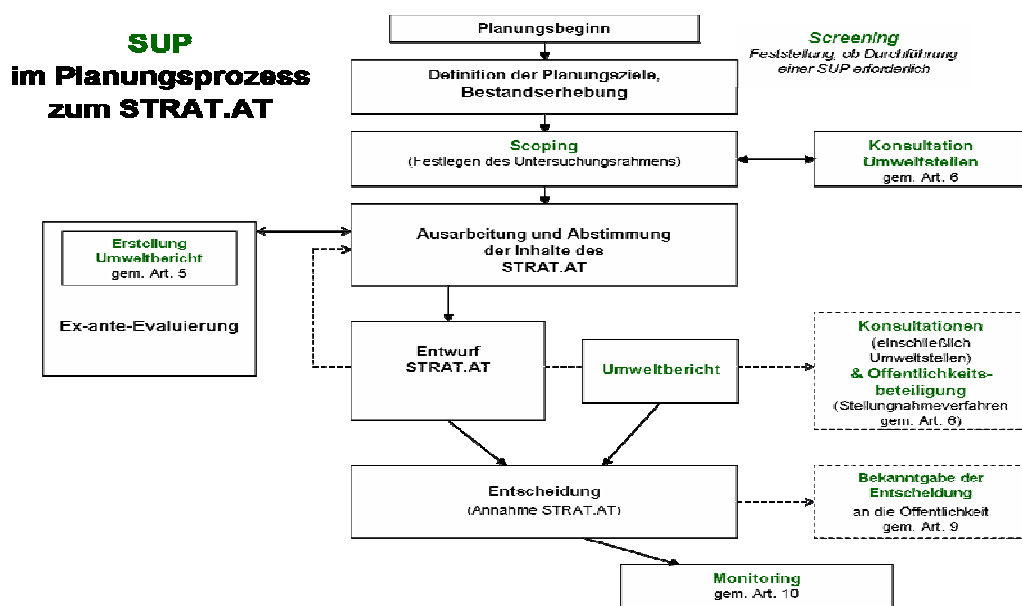 SUP
im Planungsprozess
zum STRAT.AT
Planungsbeginn
Screening
Feststellung, ob Durchführung
einer SUP erforderlich
Definition der Planungsziele,
Bestandserhebung
Scoping
(Festlegen des Untersuchungsrahmens)
Konsultation
Umweltstellen
gem. Art. 6
Ausarbeitung und Abstimmung
der Inhalte des
STRAT.AT
Erstellung
Umweltbericht
gem. Art. 5
Ex-ante-Evaluierung
Entwurf
STRAT.AT
Umweltbericht
Konsultationen
(einschließlich
Umweltstellen)
& Öffentlichkeits-
beteiligung
(Stellungnahmeverfahren
gem. Art. 6)
Entscheidung
(Annahme STRAT.AT)
Bekanntgabe der
Entscheidung
an die Öffentlichkeit
gem. Art. 9
Monitoring
gem. Art. 10